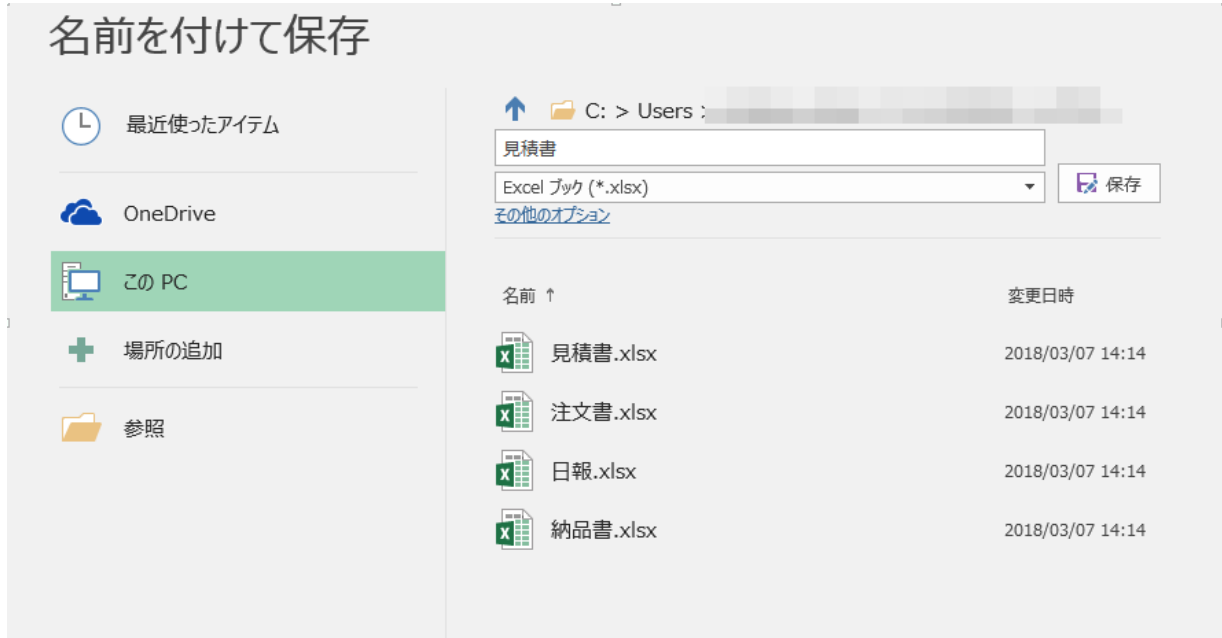 名前を付けて保存
最近使ったアイテム
OneDrive
この PC
場所の追加
参照
C: > Users >
見積書
Excel ブック (*.xlsx)
保存
その他のオプション
名前 ↑ 変更日時
見積書.xlsx 2018/03/07 14:14
注文書.xlsx 2018/03/07 14:14
日報.xlsx 2018/03/07 14:14
納品書.xlsx 2018/03/07 14:14